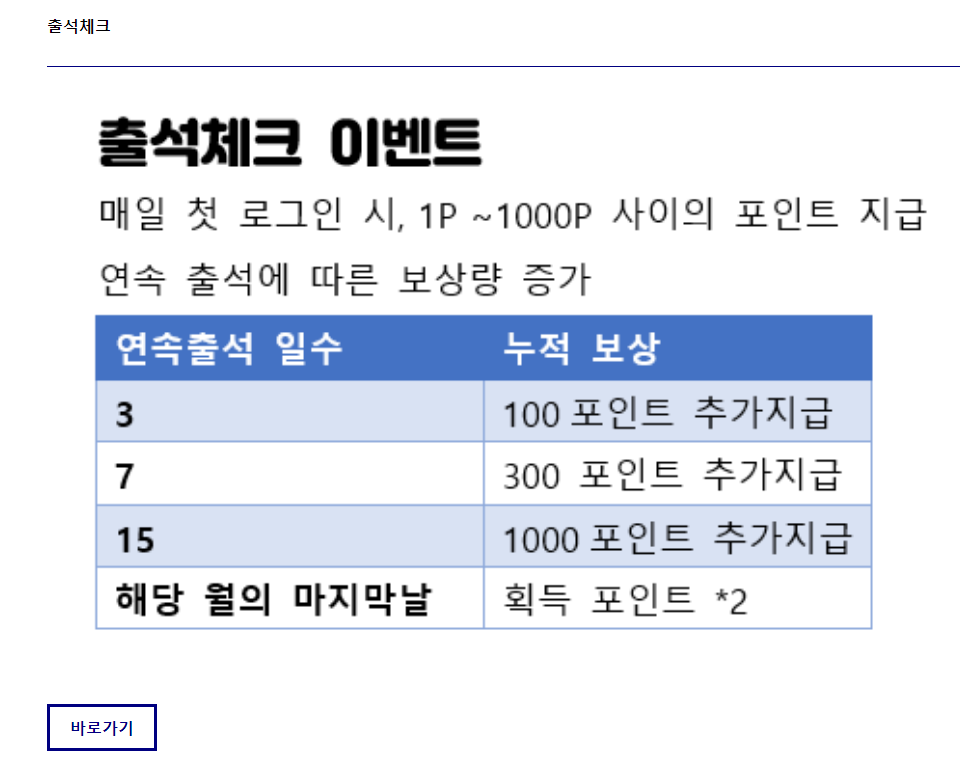 출석체크
출석체크 이벤트
매일 첫 로그인 시, 1P ~1000P 사이의 포인트 지급
연속 출석에 따른 보상량 증가
연속출석 일수 누적 보상
3 100 포인트 추가지급
7 300 포인트 추가지급
15 1000 포인트 추가지급
해당 월의 마지막날 획득 포인트 *2
바로가기